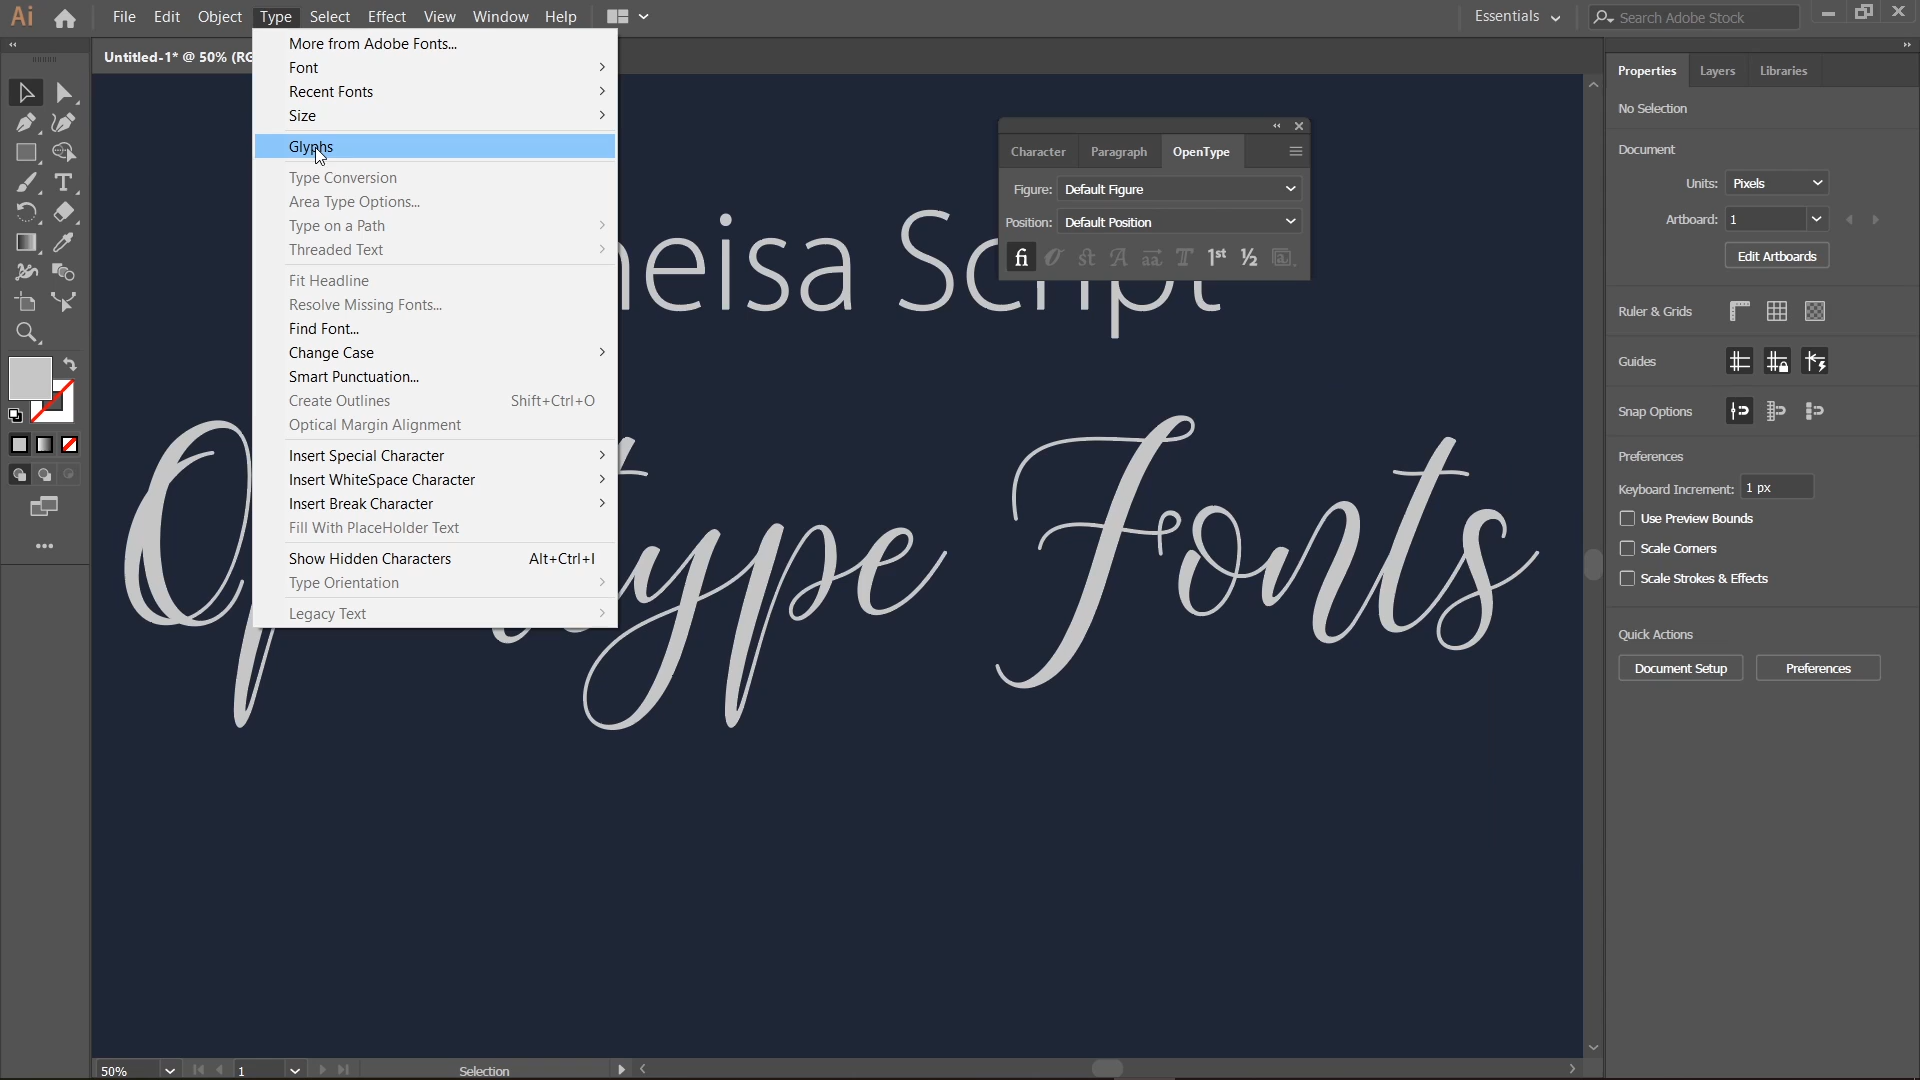 Ai File Edit Object Type Select Effect View Window Help Essentials Search Adobe Stock
Untitled-1* @ 50% (RG
More from Adobe Fonts...
Font
Recent Fonts
Size
Glyphs
Type Conversion
Area Type Options...
Type on a Path
Threaded Text
Fit Headline
Resolve Missing Fonts...
Find Font...
Change Case
Smart Punctuation...
Create Outlines Shift+Ctrl+O
Optical Margin Alignment
Insert Special Character
Insert WhiteSpace Character
Insert Break Character
Fill With PlaceHolder Text
Show Hidden Characters Alt+Ctrl+I
Type Orientation
Legacy Text
Character Paragraph OpenType
Figure: Default Figure
Position: Default Position
fi st A aa T 1st ½
eisa Script
type Fonts
Properties Layers Libraries
No Selection
Document
Units: Pixels
Artboard: 1
Edit Artboards
Ruler & Grids
Guides
Snap Options
Preferences
Keyboard Increment: 1 px
Use Preview Bounds
Scale Corners
Scale Strokes & Effects
Quick Actions
Document Setup Preferences
50% 1 Selection